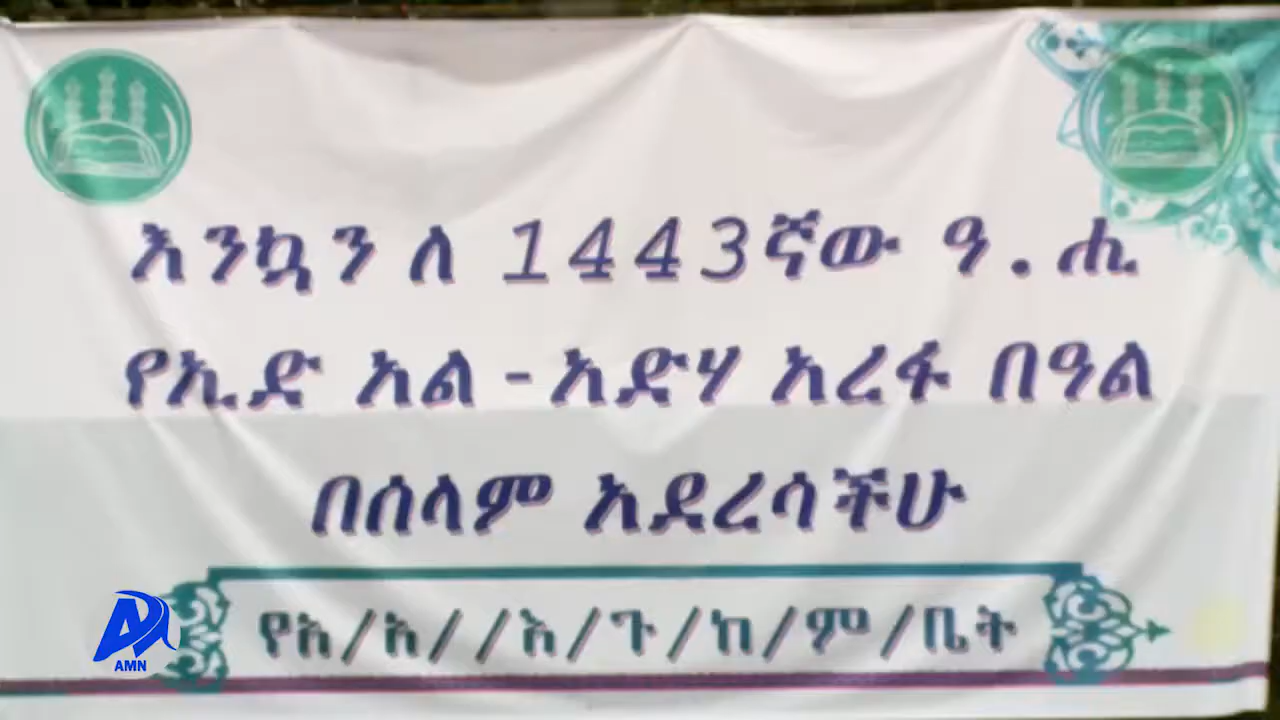 እንኳን ለ 1443ኛው ዓ.ሒ
የኢድ አል-አድሃ አረፋ በዓል
በሰላም አደረሳችሁ
የአ/አ//እ/ጉ/ከ/ም/ቤት
AMN